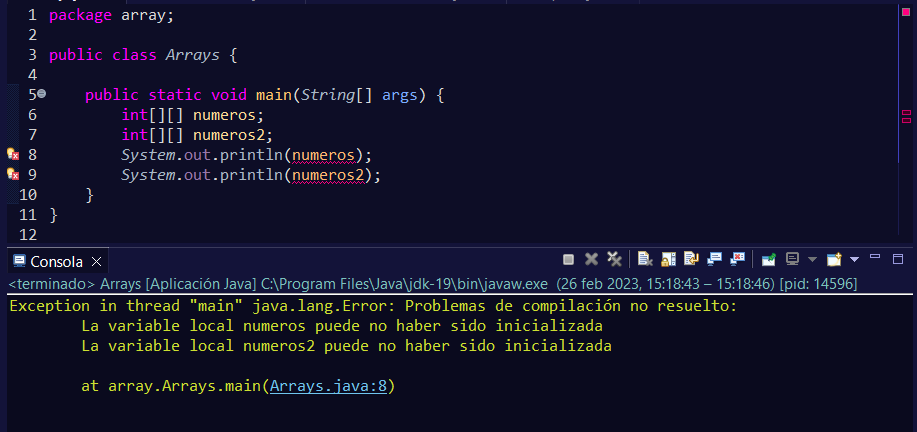 1 package array;
2
3 public class Arrays {
4
5 public static void main(String[] args) {
6 int[][] numeros;
7 int[][] numeros2;
8 System.out.println(numeros);
9 System.out.println(numeros2);
10 }
11 }
12
Consola
<terminado> Arrays [Aplicación Java] C:\Program Files\Java\jdk-19\bin\javaw.exe (26 feb 2023, 15:18:43 – 15:18:46) [pid: 14596]
Exception in thread "main" java.lang.Error: Problemas de compilación no resuelto:
La variable local numeros puede no haber sido inicializada
La variable local numeros2 puede no haber sido inicializada
at array.Arrays.main(Arrays.java:8)